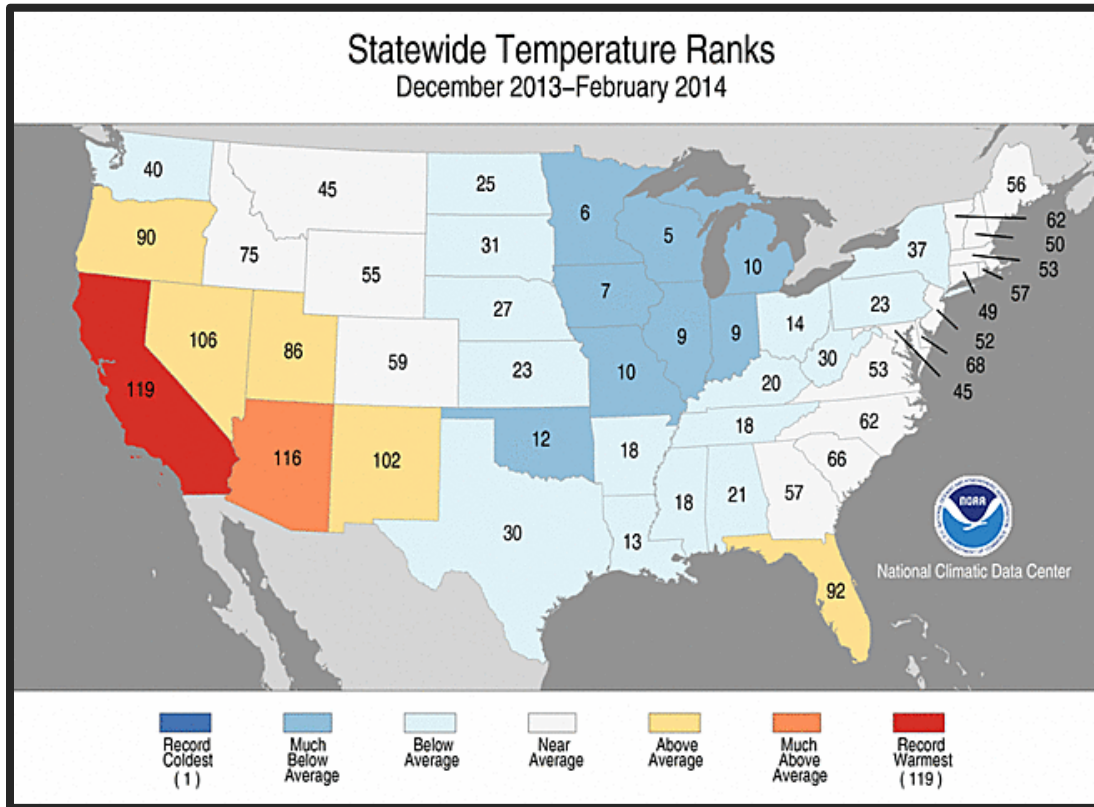 Statewide Temperature Ranks
December 2013–February 2014
40
45
25
6
5
10
56
62
50
53
57
49
52
68
45
90
75
55
31
37
7
27
23
14
106
86
59
9
9
30
119
23
10
20
53
18
62
116
102
12
18
66
18
21
57
30
13
92
NOAA
National Climatic Data Center
Record
Coldest
(1)
Much
Below
Average
Below
Average
Near
Average
Above
Average
Much
Above
Average
Record
Warmest
(119)